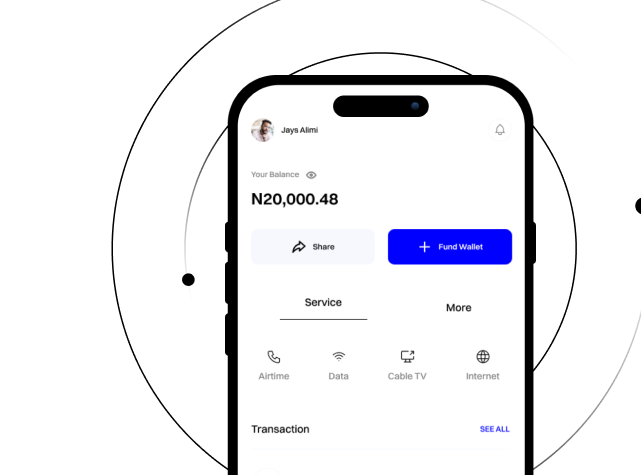 Jays Alimi
Your Balance
N20,000.48
Share
Fund Wallet
Service
More
Airtime
Data
Cable TV
Internet
Transaction
SEE ALL